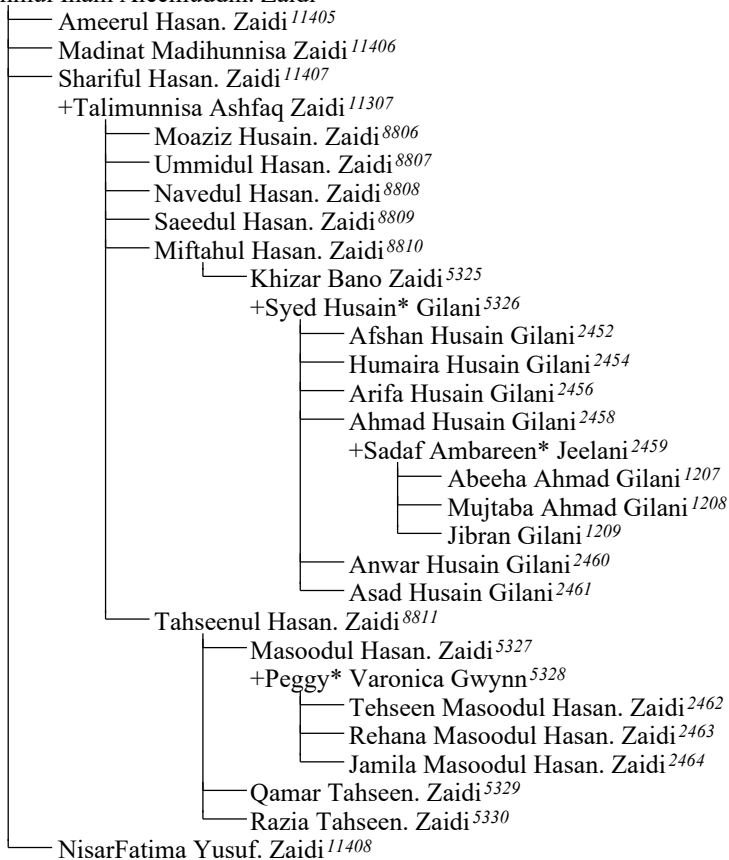 Ameerul Hasan. Zaidi 11405
Madinat Madihunnisa Zaidi 11406
Shariful Hasan. Zaidi 11407
+Talimunnisa Ashfaq Zaidi 11307
Moaziz Husain. Zaidi 8806
Ummidul Hasan. Zaidi 8807
Navedul Hasan. Zaidi 8808
Saeedul Hasan. Zaidi 8809
Miftahul Hasan. Zaidi 8810
Khizar Bano Zaidi 5325
+Syed Husain* Gilani 5326
Afshan Husain Gilani 2452
Humaira Husain Gilani 2454
Arifa Husain Gilani 2456
Ahmad Husain Gilani 2458
+Sadaf Ambareen* Jeelani 2459
Abeeha Ahmad Gilani 1207
Mujtaba Ahmad Gilani 1208
Jibran Gilani 1209
Anwar Husain Gilani 2460
Asad Husain Gilani 2461
Tahseenul Hasan. Zaidi 8811
Masoodul Hasan. Zaidi 5327
+Peggy* Varonica Gwynn 5328
Tehseen Masoodul Hasan. Zaidi 2462
Rehana Masoodul Hasan. Zaidi 2463
Jamila Masoodul Hasan. Zaidi 2464
Qamar Tahseen. Zaidi 5329
Razia Tahseen. Zaidi 5330
NisarFatima Yusuf. Zaidi 11408